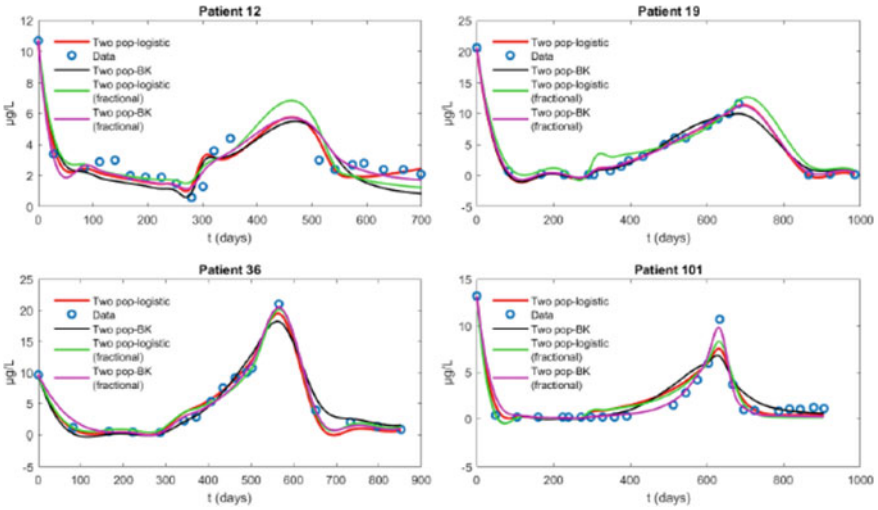 Patient 12
12
10
8
6
4
2
0
µg/L
Two pop-logistic
Data
Two pop-BK
Two pop-logistic
(fractional)
Two pop-BK
(fractional)
0 100 200 300 400 500 600 700
t (days)
Patient 19
25
20
15
10
5
0
-5
µg/L
Two pop-logistic
Data
Two pop-BK
Two pop-logistic
(fractional)
Two pop-BK
(fractional)
0 200 400 600 800 1000
t (days)
Patient 36
25
20
15
10
5
0
-5
µg/L
Two pop-logistic
Data
Two pop-BK
Two pop-logistic
(fractional)
Two pop-BK
(fractional)
0 100 200 300 400 500 600 700 800 900
t (days)
Patient 101
15
10
5
0
-5
µg/L
Two pop-logistic
Data
Two pop-BK
Two pop-logistic
(fractional)
Two pop-BK
(fractional)
0 200 400 600 800 1000
t (days)